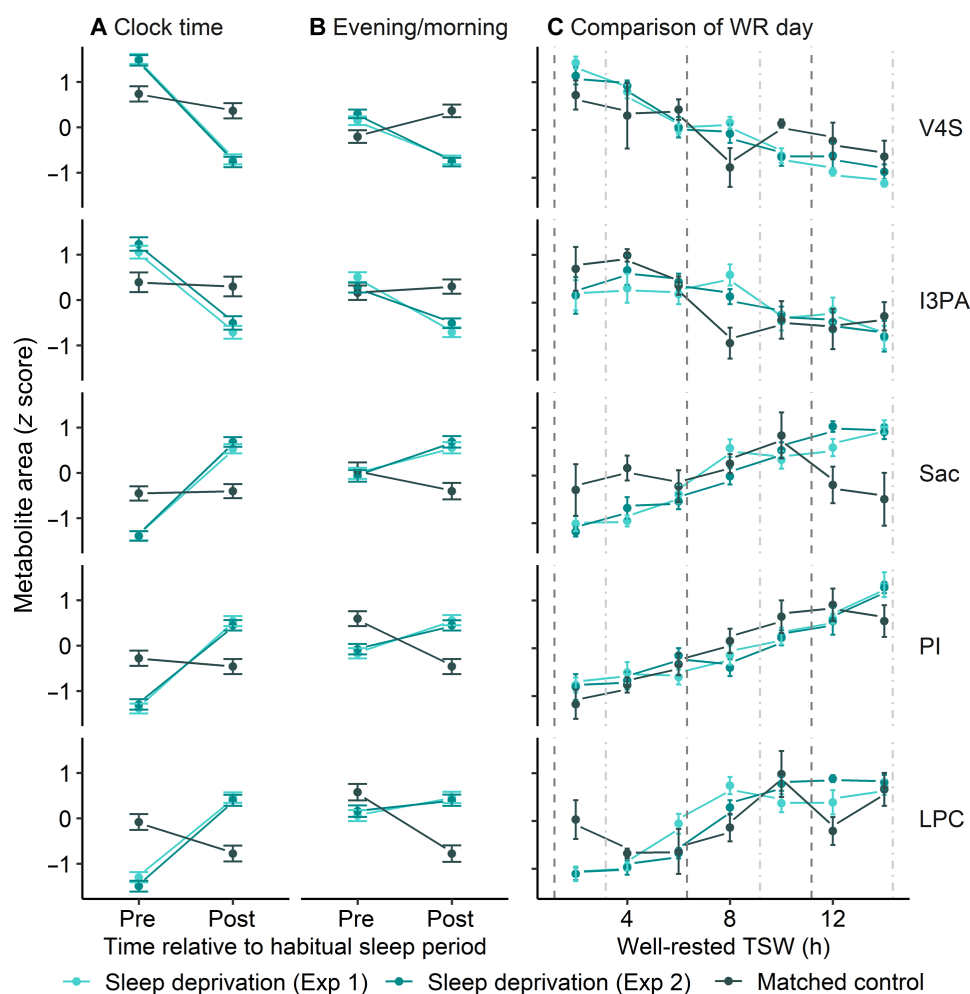 A Clock time
B Evening/morning
C Comparison of WR day
Metabolite area (z score)
1
0
−1
V4S
1
0
−1
I3PA
1
0
−1
Sac
1
0
−1
PI
1
0
−1
LPC
Pre
Post
Pre
Post
4
8
12
Time relative to habitual sleep period
Well-rested TSW (h)
Sleep deprivation (Exp 1)
Sleep deprivation (Exp 2)
Matched control